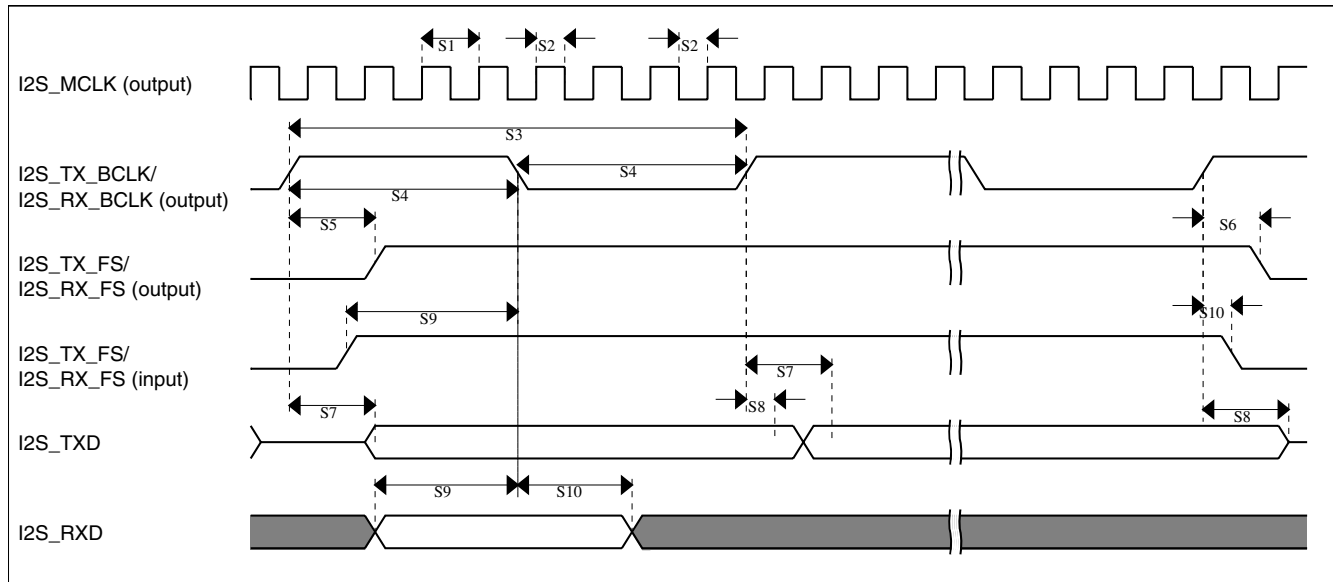 S1
S2
S2
I2S_MCLK (output)
S3
I2S_TX_BCLK/
I2S_RX_BCLK (output)
S4
S4
S5
S6
I2S_TX_FS/
I2S_RX_FS (output)
S9
S10
I2S_TX_FS/
I2S_RX_FS (input)
S7
S7
S8
S8
I2S_TXD
S9
S10
I2S_RXD